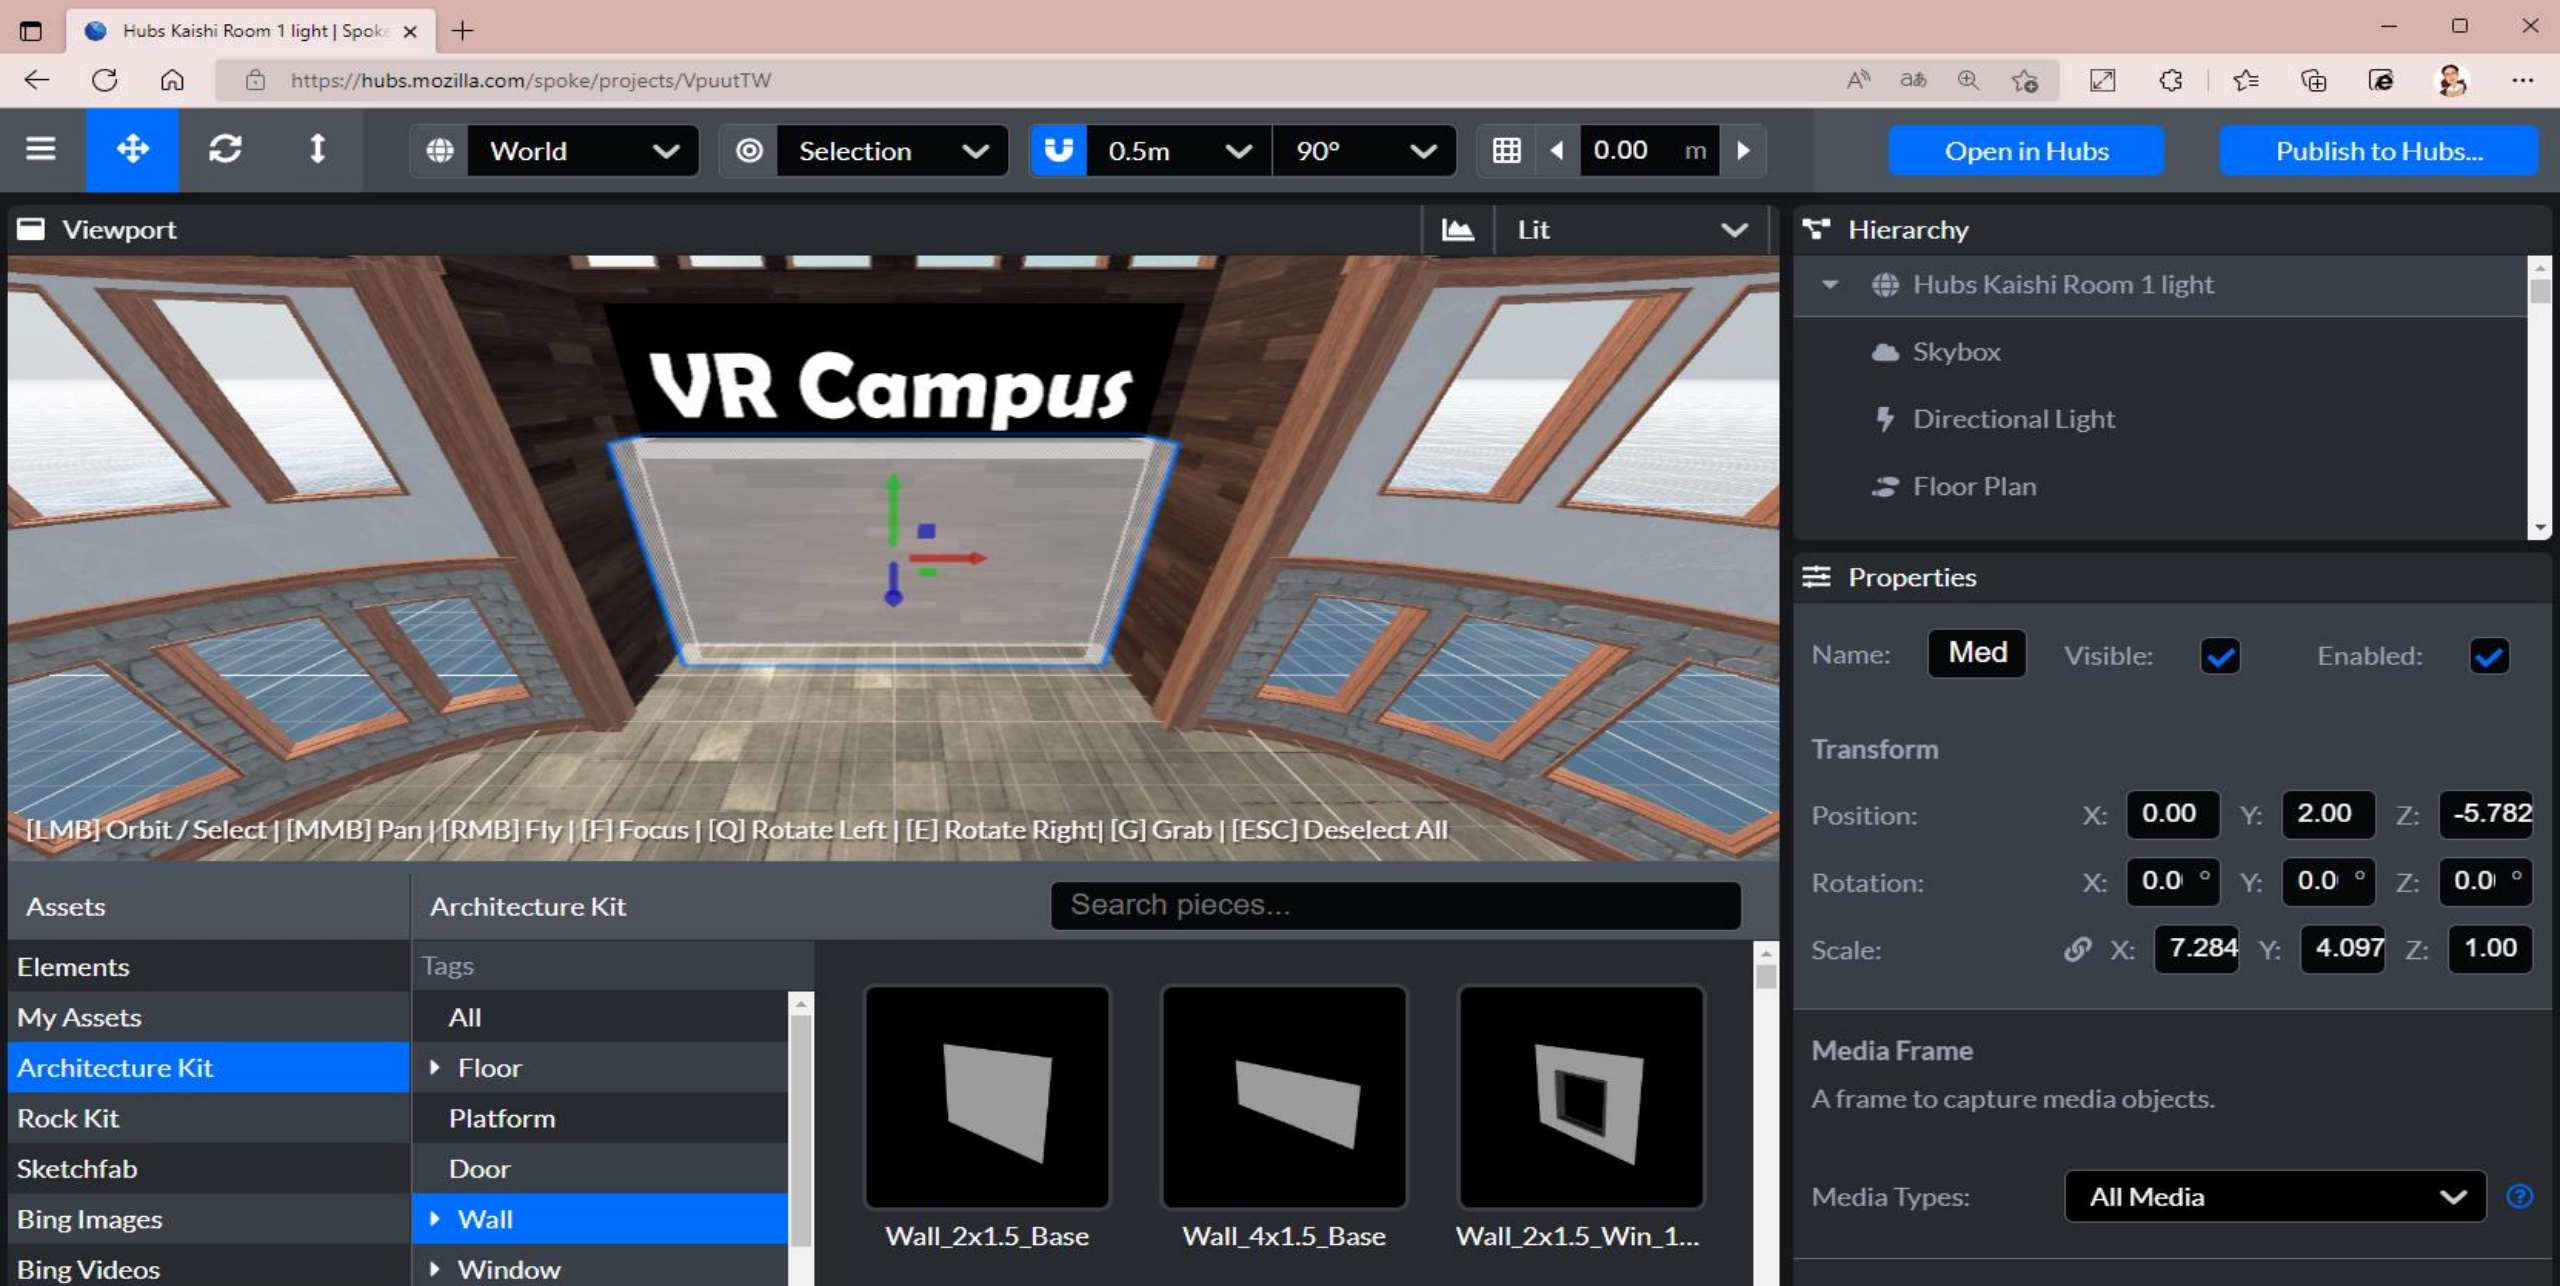 Hubs Kaishi Room 1 light | Spok
https://hubs.mozilla.com/spoke/projects/VpuutTW
World
Selection
0.5m
90°
0.00 m
Open in Hubs
Publish to Hubs...
Viewport
Lit
VR Campus
[LMB] Orbit / Select | [MMB] Pan | [RMB] Fly | [F] Focus | [Q] Rotate Left | [E] Rotate Right| [G] Grab | [ESC] Deselect All
Hierarchy
Hubs Kaishi Room 1 light
Skybox
Directional Light
Floor Plan
Properties
Name: Med Visible: Enabled:
Transform
Position: X: 0.00 Y: 2.00 Z: -5.782
Rotation: X: 0.0 ° Y: 0.0 ° Z: 0.0 °
Scale: X: 7.284 Y: 4.097 Z: 1.00
Media Frame
A frame to capture media objects.
Media Types: All Media
Assets
Elements
My Assets
Architecture Kit
Rock Kit
Sketchfab
Bing Images
Bing Videos
Architecture Kit
Search pieces...
Tags
All
Floor
Platform
Door
Wall
Window
Wall_2x1.5_Base
Wall_4x1.5_Base
Wall_2x1.5_Win_1...